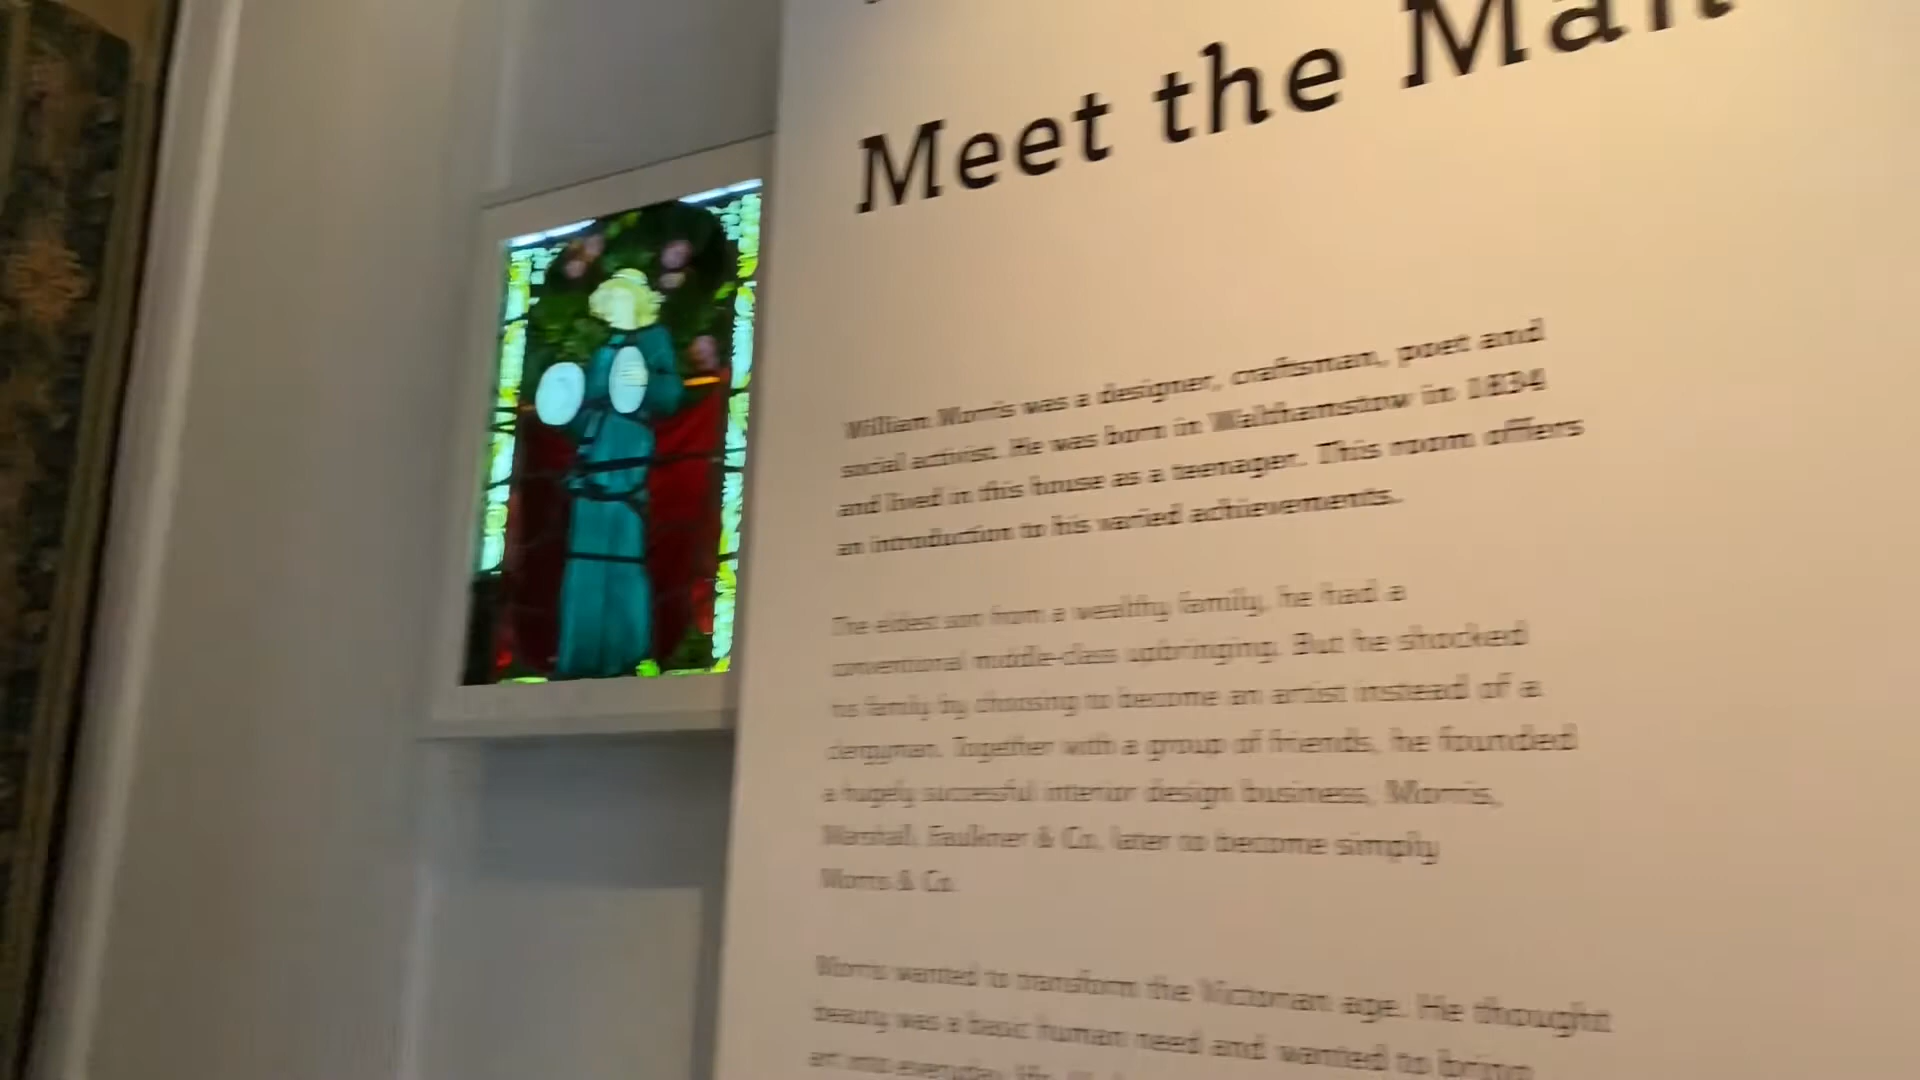 Meet the Man
William Morris was a designer, craftsman, poet and
social activist. He was born in Walthamstow in 1834
and lived in this house as a teenager. This room offers
an introduction to his varied achievements.
The eldest son from a wealthy family, he had a
conventional middle-class upbringing. But he shocked
his family by choosing to become an artist instead of a
clergyman. Together with a group of friends, he founded
a hugely successful interior design business, Morris,
Marshall, Faulkner & Co, later to become simply
Morris & Co.
Morris wanted to transform the Victorian age. He thought
beauty was a basic human need and wanted to bring
art into everyday life.